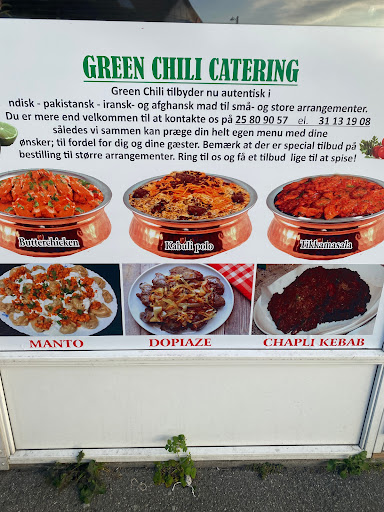 GREEN CHILI CATERING
Green Chili tilbyder nu autentisk i
ndisk - pakistansk - iransk- og afghansk mad til små- og store arrangementer.
Du er mere end velkommen til at kontakte os på 25 80 90 57 el. 31 13 19 08
således vi sammen kan præge din helt egen menu med dine
ønsker; til fordel for dig og dine gæster. Bemærk at der er special tilbud på
bestilling til større arrangementer. Ring til os og få et tilbud lige til at spise!
Butterchicken
Kabuli polo
Tikkamasala
MANTO
DOPIAZE
CHAPLI KEBAB